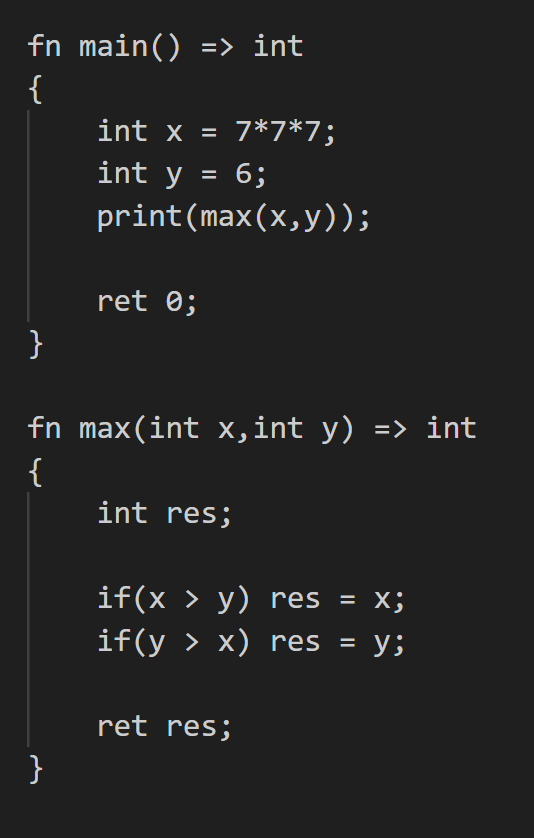 fn main() => int
{
    int x = 7*7*7;
    int y = 6;
    print(max(x,y));

    ret 0;
}

fn max(int x,int y) => int
{
    int res;

    if(x > y) res = x;
    if(y > x) res = y;

    ret res;
}